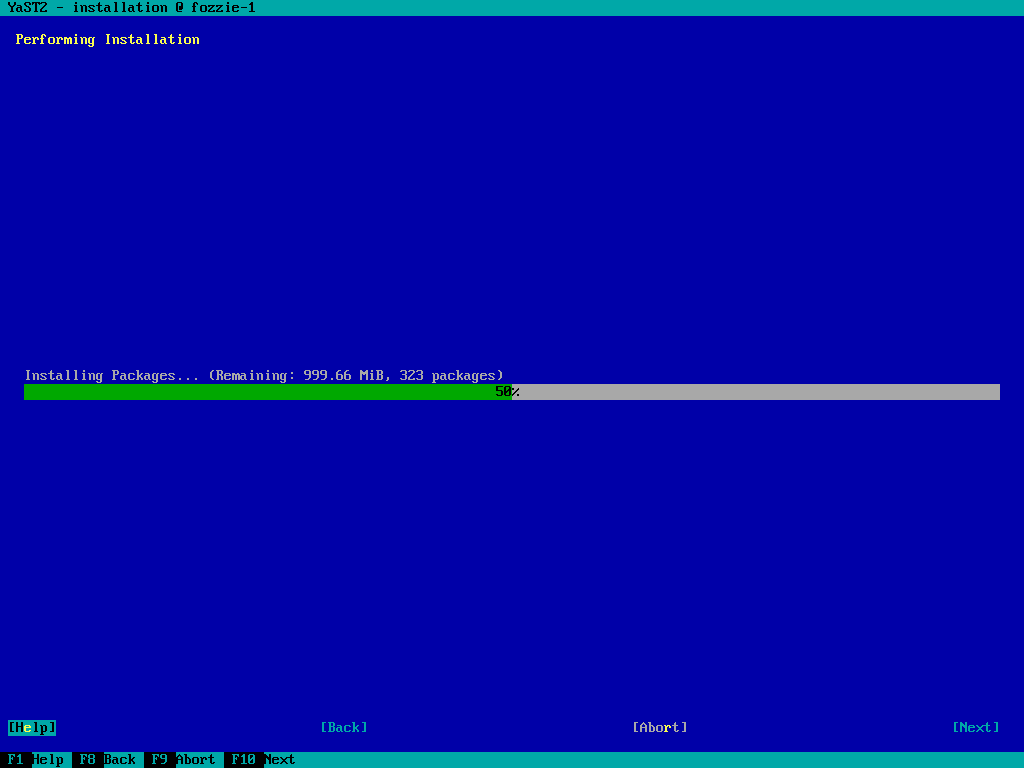 YaST2 - installation @ fozzie-1
Performing Installation
Installing Packages... (Remaining: 999.66 MiB, 323 packages)
50%
[Help] [Back] [Abort] [Next]
F1 Help F8 Back F9 Abort F10 Next